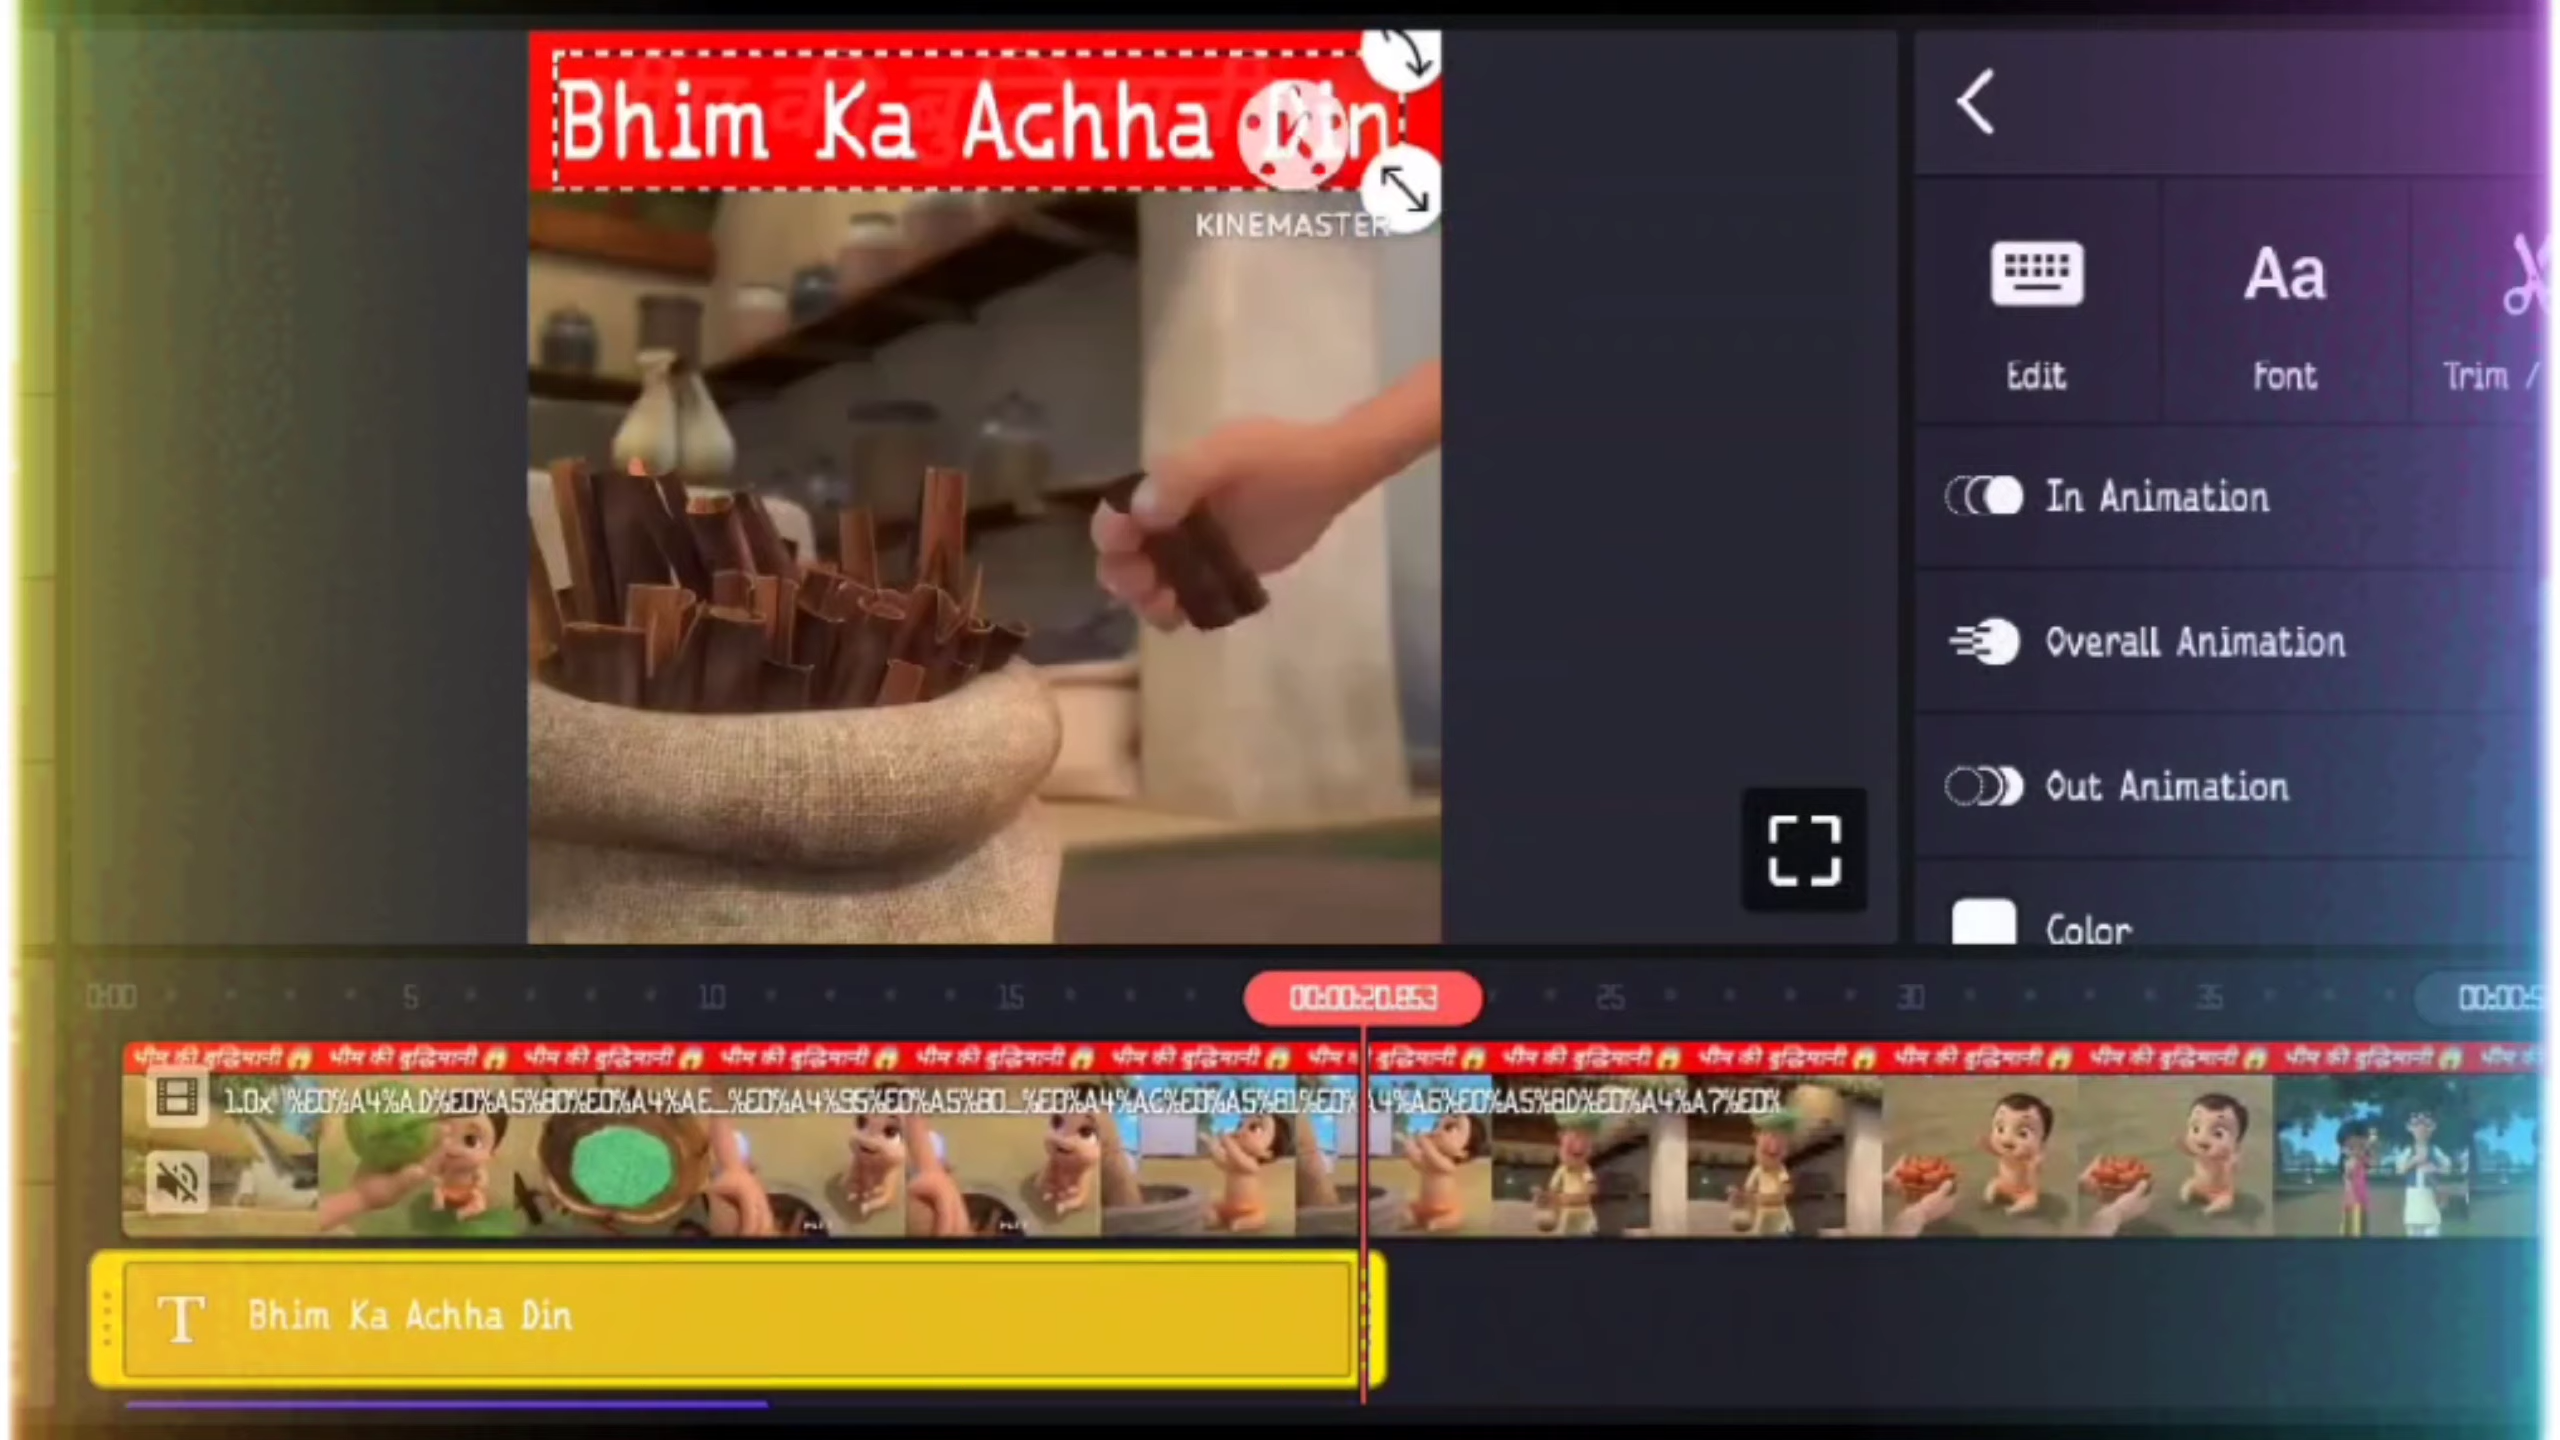 Bhim Ka Achha Din
KINEMASTER
Edit
Aa
Font
Trim /
In Animation
Overall Animation
Out Animation
Color
0:00 5 10 15 00:00:20.853 25 30 35
भीम की बुद्धिमानी 😱 भीम की बुद्धिमानी 😱 भीम की बुद्धिमानी 😱 भीम की बुद्धिमानी 😱 भीम की बुद्धिमानी 😱 भीम की बुद्धिमानी 😱 भीम की बुद्धिमानी 😱 भीम की बुद्धिमानी 😱 भीम की बुद्धिमानी 😱 भीम की बुद्धिमानी 😱 भीम की बुद्धिमानी 😱 भीम की बुद्धिमानी 😱
1.0x
T Bhim Ka Achha Din